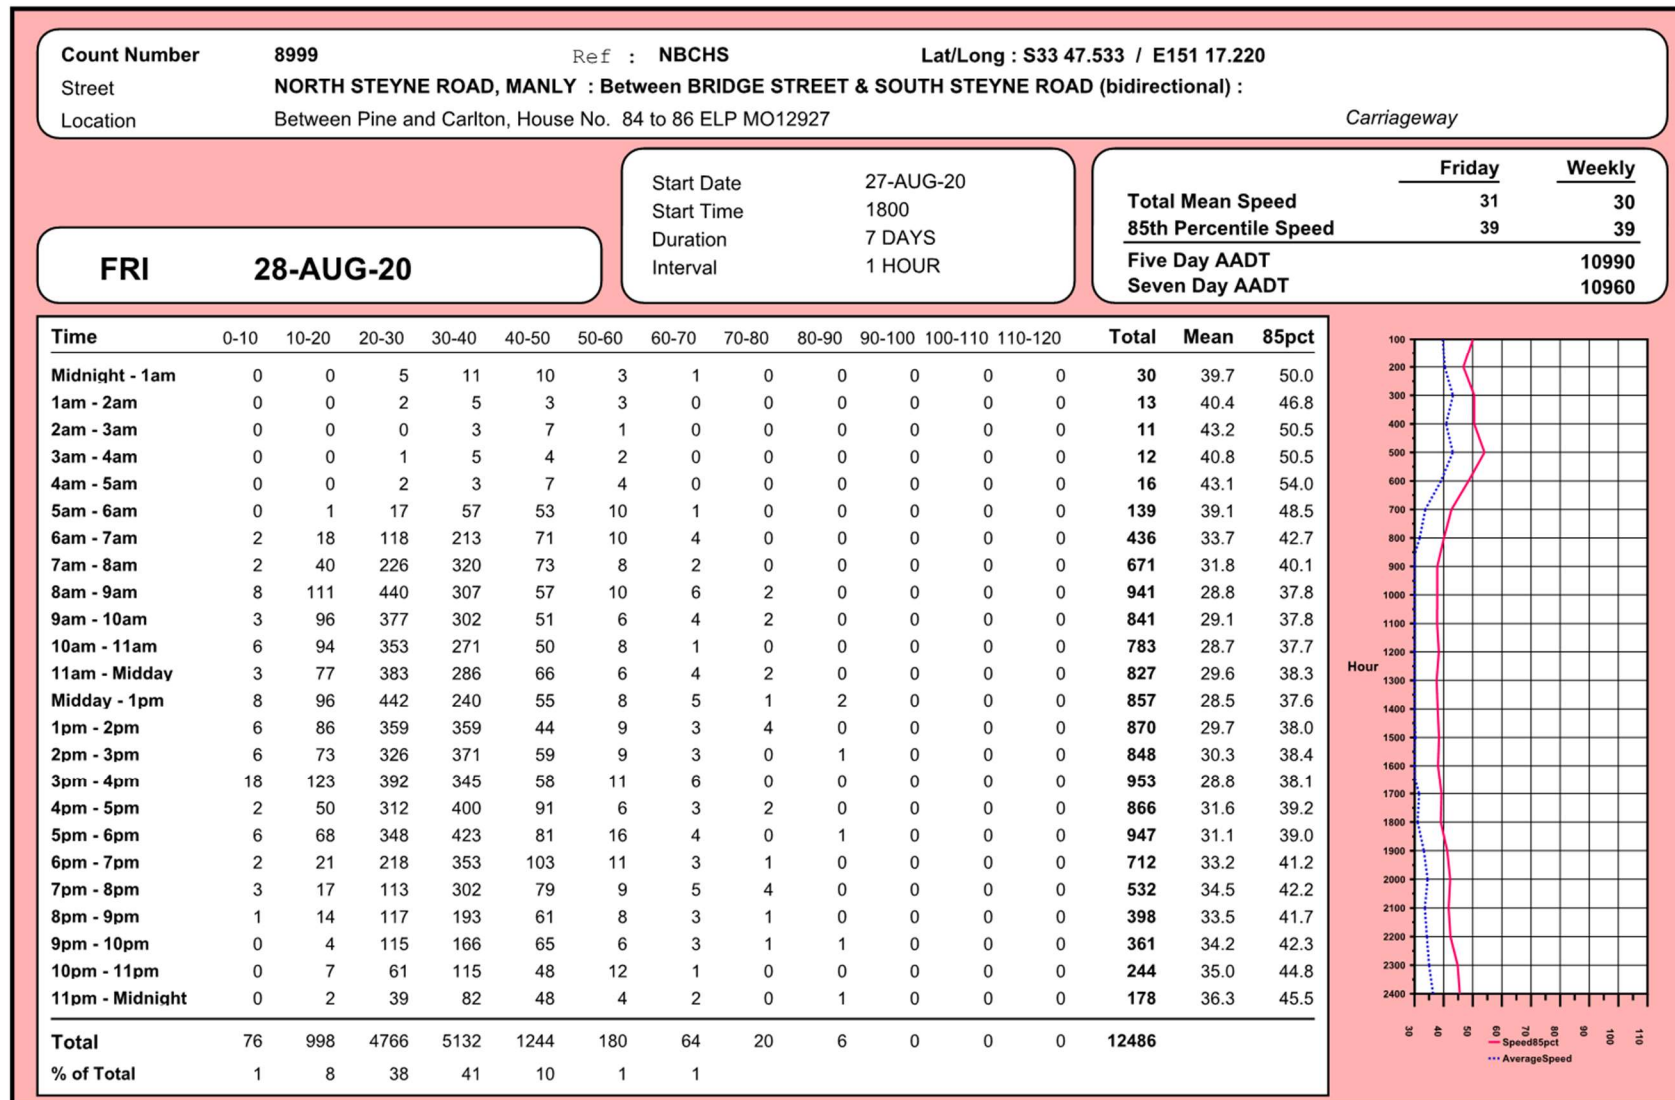 Count Number 8999 Ref : NBCHS Lat/Long : S33 47.533 / E151 17.220
Street NORTH STEYNE ROAD, MANLY : Between BRIDGE STREET & SOUTH STEYNE ROAD (bidirectional) :
Location Between Pine and Carlton, House No. 84 to 86 ELP MO12927 Carriageway
FRI 28-AUG-20
Start Date 27-AUG-20
Start Time 1800
Duration 7 DAYS
Interval 1 HOUR
Friday Weekly
Total Mean Speed 31 30
85th Percentile Speed 39 39
Five Day AADT 10990
Seven Day AADT 10960
Time 0-10 10-20 20-30 30-40 40-50 50-60 60-70 70-80 80-90 90-100 100-110 110-120 Total Mean 85pct
Midnight - 1am 0 0 5 11 10 3 1 0 0 0 0 0 30 39.7 50.0
1am - 2am 0 0 2 5 3 3 0 0 0 0 0 0 13 40.4 46.8
2am - 3am 0 0 0 3 7 1 0 0 0 0 0 0 11 43.2 50.5
3am - 4am 0 0 1 5 4 2 0 0 0 0 0 0 12 40.8 50.5
4am - 5am 0 0 2 3 7 4 0 0 0 0 0 0 16 43.1 54.0
5am - 6am 0 1 17 57 53 10 1 0 0 0 0 0 139 39.1 48.5
6am - 7am 2 18 118 213 71 10 4 0 0 0 0 0 436 33.7 42.7
7am - 8am 2 40 226 320 73 8 2 0 0 0 0 0 671 31.8 40.1
8am - 9am 8 111 440 307 57 10 6 2 0 0 0 0 941 28.8 37.8
9am - 10am 3 96 377 302 51 6 4 2 0 0 0 0 841 29.1 37.8
10am - 11am 6 94 353 271 50 8 1 0 0 0 0 0 783 28.7 37.7
11am - Midday 3 77 383 286 66 6 4 2 0 0 0 0 827 29.6 38.3
Midday - 1pm 8 96 442 240 55 8 5 1 2 0 0 0 857 28.5 37.6
1pm - 2pm 6 86 359 359 44 9 3 4 0 0 0 0 870 29.7 38.0
2pm - 3pm 6 73 326 371 59 9 3 0 1 0 0 0 848 30.3 38.4
3pm - 4pm 18 123 392 345 58 11 6 0 0 0 0 0 953 28.8 38.1
4pm - 5pm 2 50 312 400 91 6 3 2 0 0 0 0 866 31.6 39.2
5pm - 6pm 6 68 348 423 81 16 4 0 1 0 0 0 947 31.1 39.0
6pm - 7pm 2 21 218 353 103 11 3 1 0 0 0 0 712 33.2 41.2
7pm - 8pm 3 17 113 302 79 9 5 4 0 0 0 0 532 34.5 42.2
8pm - 9pm 1 14 117 193 61 8 3 1 0 0 0 0 398 33.5 41.7
9pm - 10pm 0 4 115 166 65 6 3 1 1 0 0 0 361 34.2 42.3
10pm - 11pm 0 7 61 115 48 12 1 0 0 0 0 0 244 35.0 44.8
11pm - Midnight 0 2 39 82 48 4 2 0 1 0 0 0 178 36.3 45.5
Total 76 998 4766 5132 1244 180 64 20 6 0 0 0 12486
% of Total 1 8 38 41 10 1 1
100
200
300
400
500
600
700
800
900
1000
1100
1200
Hour
1300
1400
1500
1600
1700
1800
1900
2000
2100
2200
2300
2400
30 40 50 60 70 80 90 100 110
Speed85pct
AverageSpeed